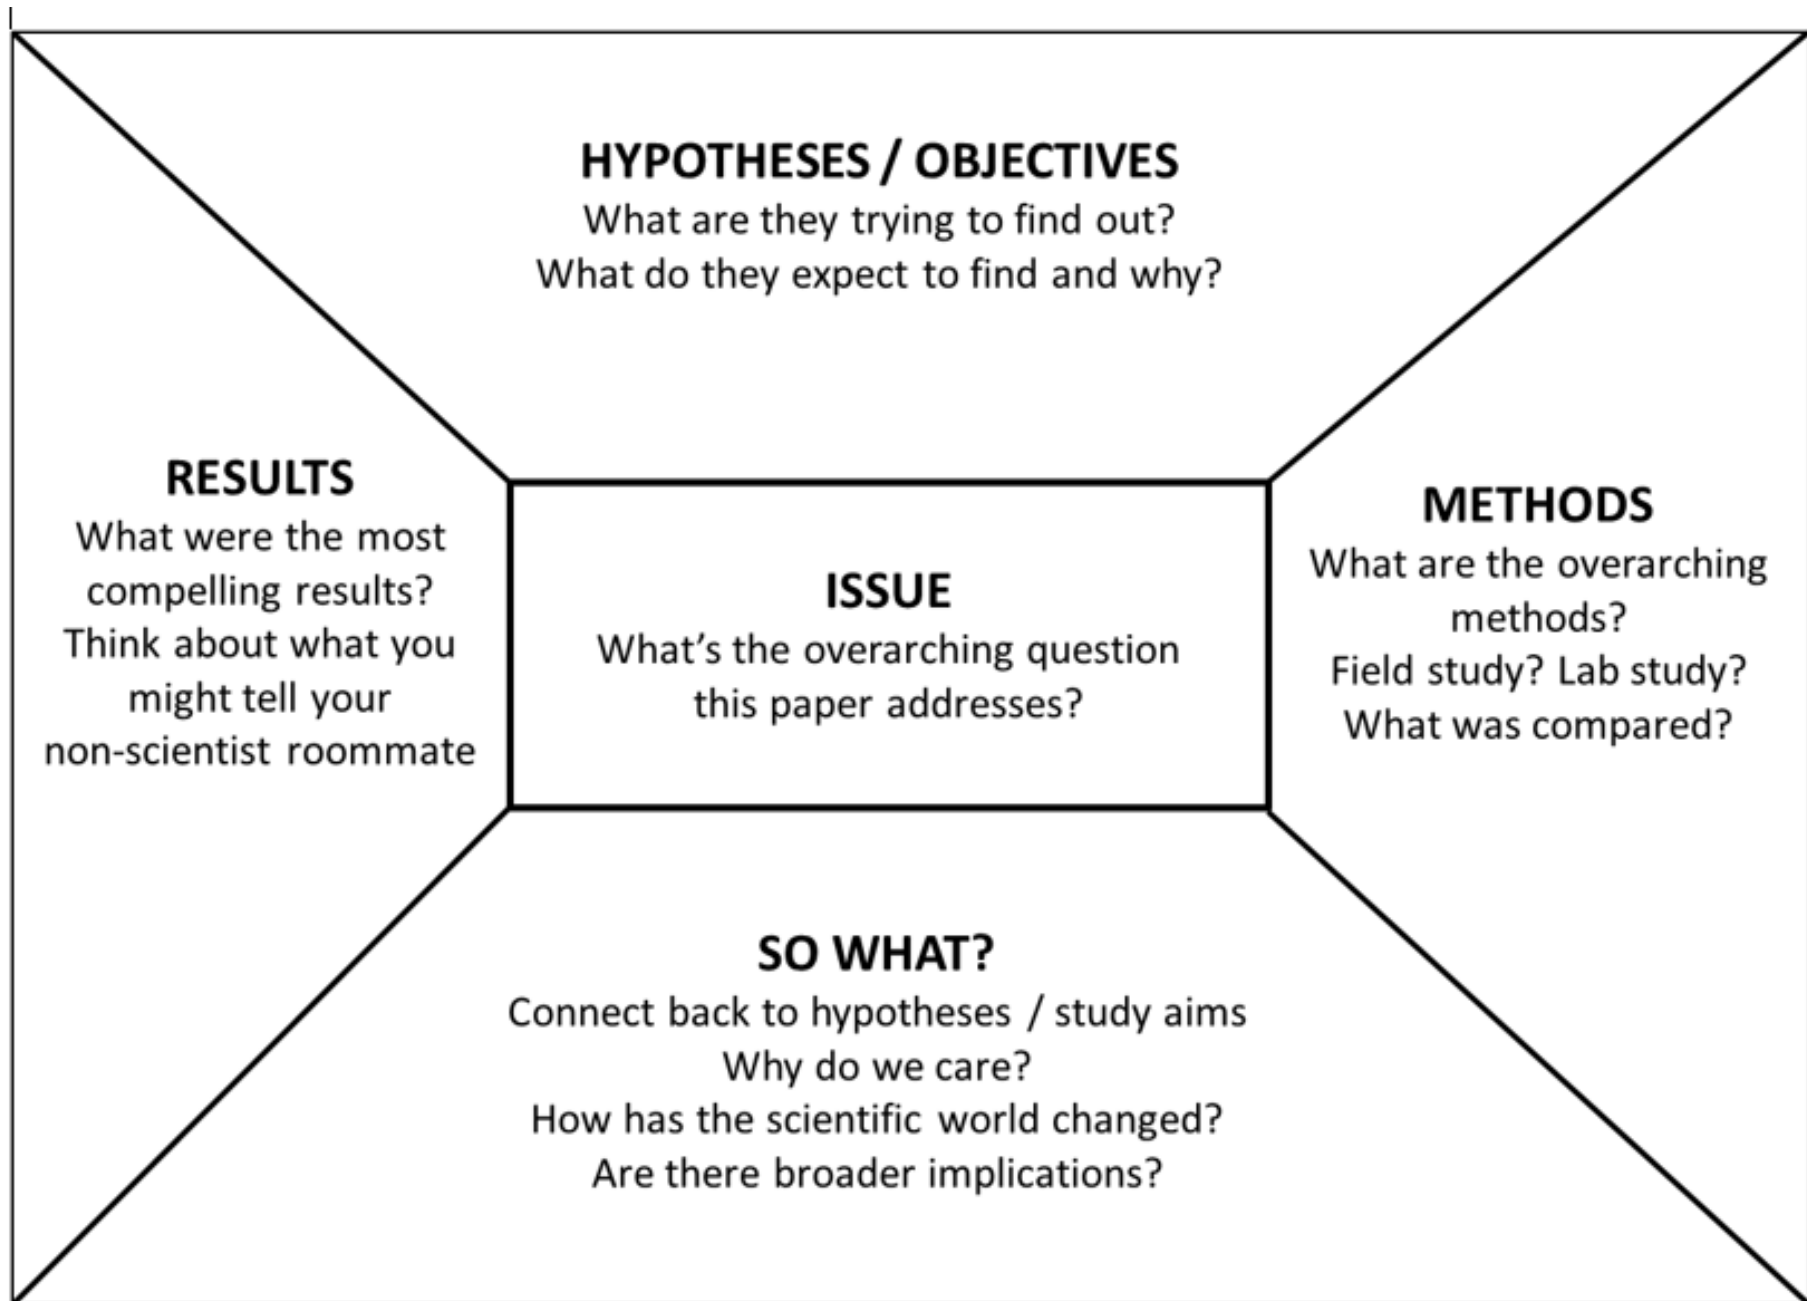 HYPOTHESES / OBJECTIVES
What are they trying to find out?
What do they expect to find and why?
RESULTS
What were the most
compelling results?
Think about what you
might tell your
non-scientist roommate
ISSUE
What's the overarching question
this paper addresses?
METHODS
What are the overarching
methods?
Field study? Lab study?
What was compared?
SO WHAT?
Connect back to hypotheses / study aims
Why do we care?
How has the scientific world changed?
Are there broader implications?